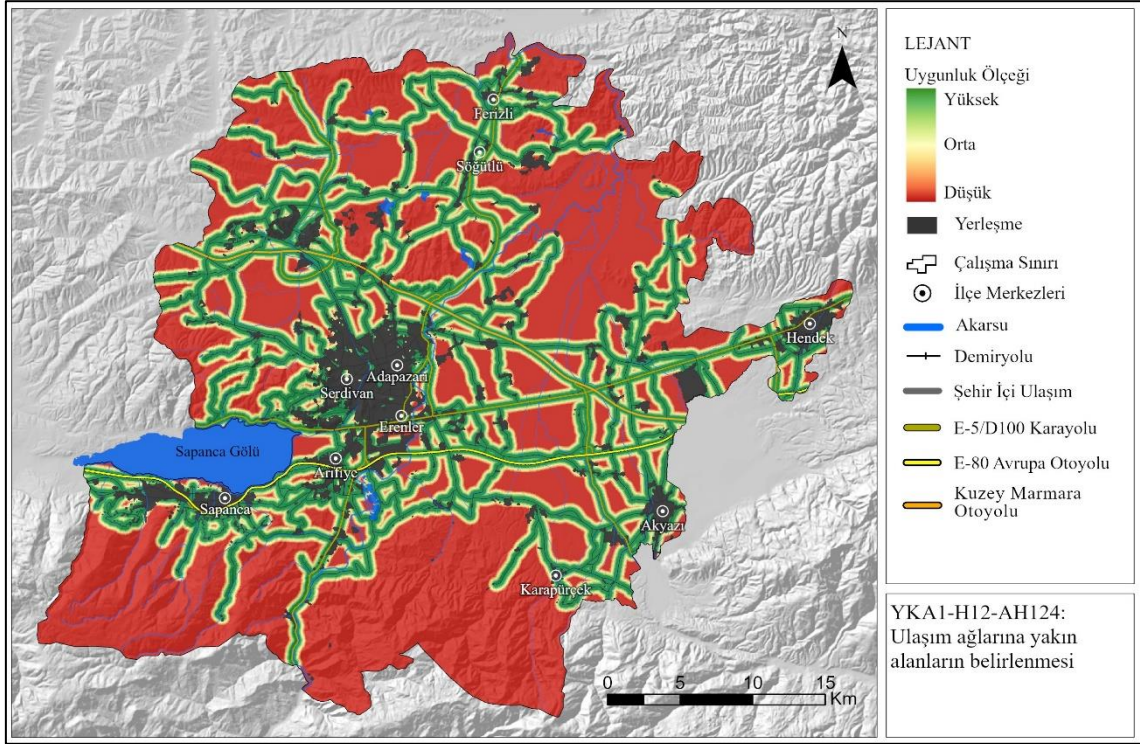 N
Ferizli
Söğütlü
Hendek
Adapazarı
Serdivan
Erenler
Sapanca Gölü
Arifiye
Sapanca
Akyazı
Karapürçek
0 5 10 15
Km
LEJANT
Uygunluk Ölçeği
Yüksek
Orta
Düşük
Yerleşme
Çalışma Sınırı
İlçe Merkezleri
Akarsu
Demiryolu
Şehir İçi Ulaşım
E-5/D100 Karayolu
E-80 Avrupa Otoyolu
Kuzey Marmara
Otoyolu
YKA1-H12-AH124:
Ulaşım ağlarına yakın
alanların belirlenmesi